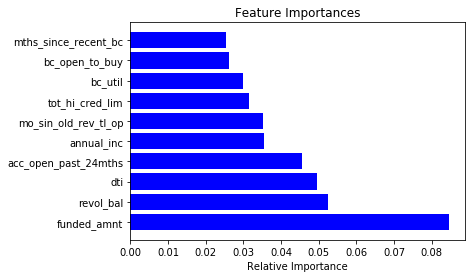 Feature Importances
mths_since_recent_bc
bc_open_to_buy
bc_util
tot_hi_cred_lim
mo_sin_old_rev_tl_op
annual_inc
acc_open_past_24mths
dti
revol_bal
funded_amnt
0.00 0.01 0.02 0.03 0.04 0.05 0.06 0.07 0.08
Relative Importance